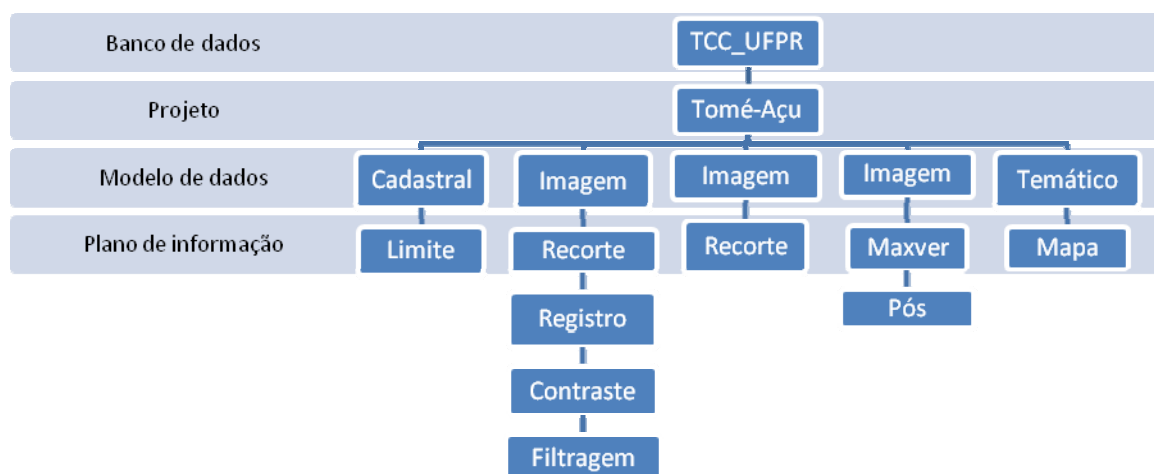 Banco de dados
TCC_UFPR
Projeto
Tomé-Açu
Modelo de dados
Cadastral
Imagem
Imagem
Imagem
Temático
Plano de informação
Limite
Recorte
Recorte
Maxver
Mapa
Registro
Pós
Contraste
Filtragem